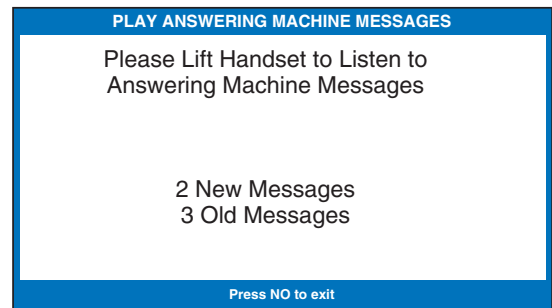 PLAY ANSWERING MACHINE MESSAGES
Please Lift Handset to Listen to
Answering Machine Messages
2 New Messages
3 Old Messages
Press NO to exit